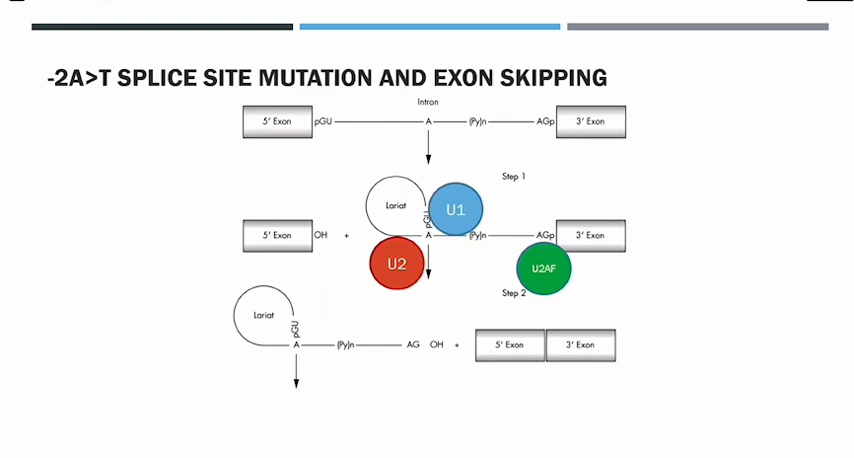 -2A>T SPLICE SITE MUTATION AND EXON SKIPPING
Intron
5' Exon pGU A (Py)n AGp 3' Exon
Step 1
Lariat pGU U1
5' Exon OH + A (Py)n AGp 3' Exon
U2 U2AF
Step 2
Lariat pGU
A (Py)n AG OH + 5' Exon 3' Exon